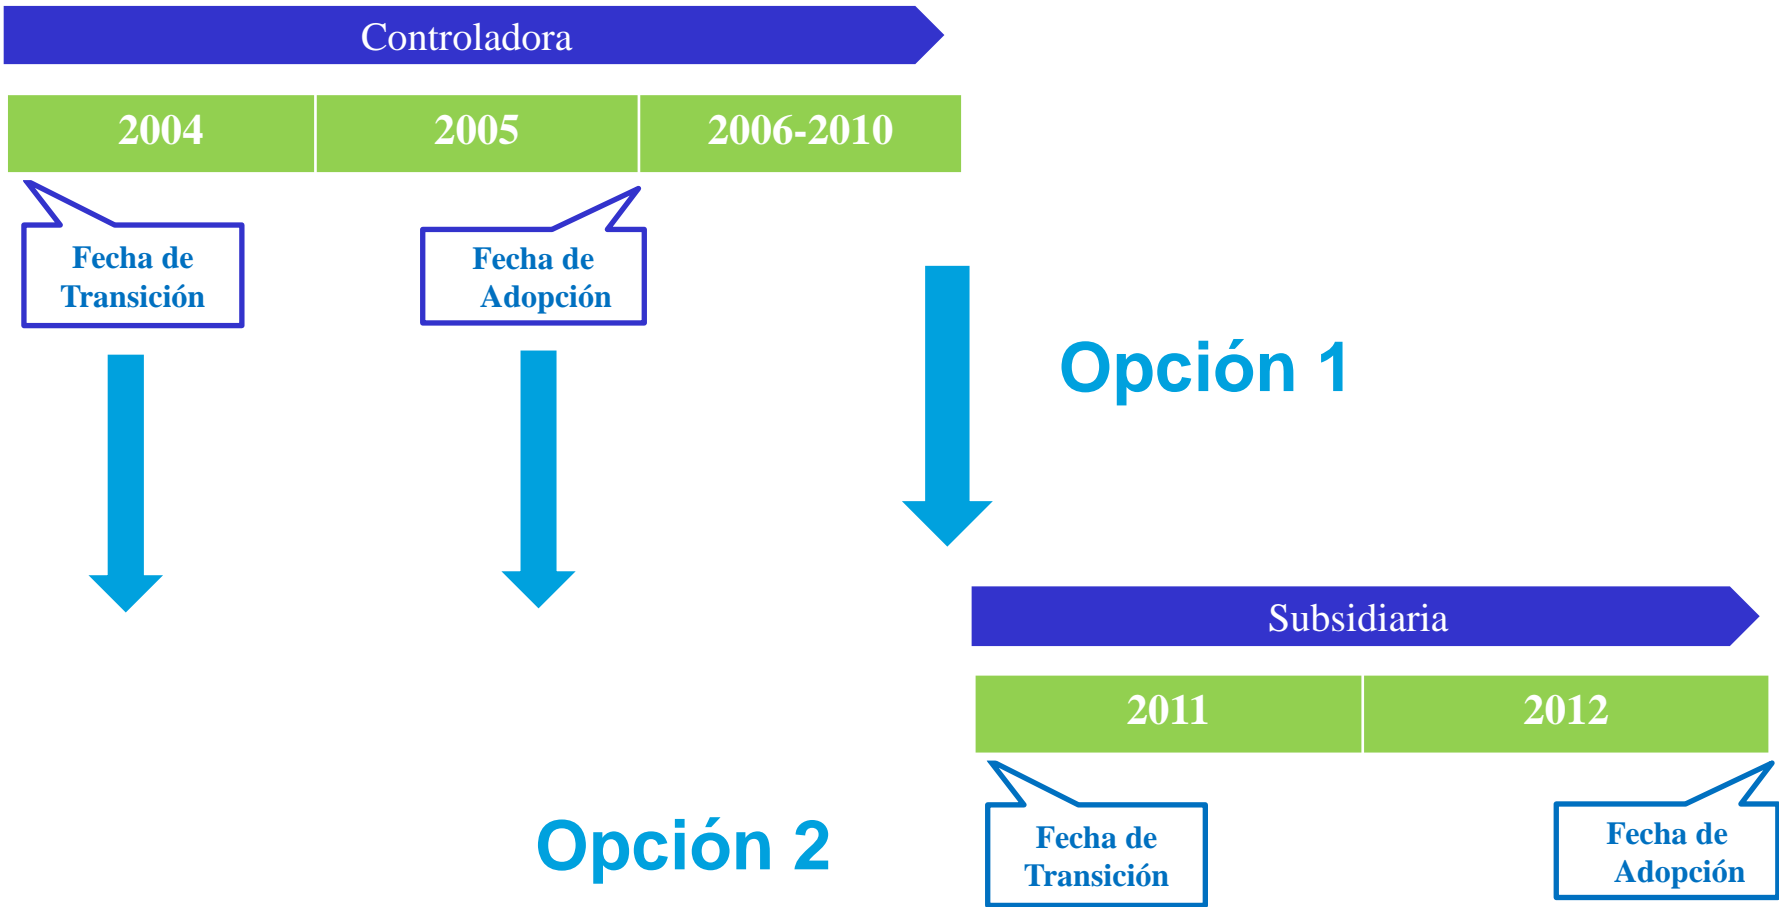 Controladora
2004 2005 2006-2010
Fecha de
Transición
Fecha de
Adopción
Opción 1
Subsidiaria
2011 2012
Opción 2
Fecha de
Transición
Fecha de
Adopción